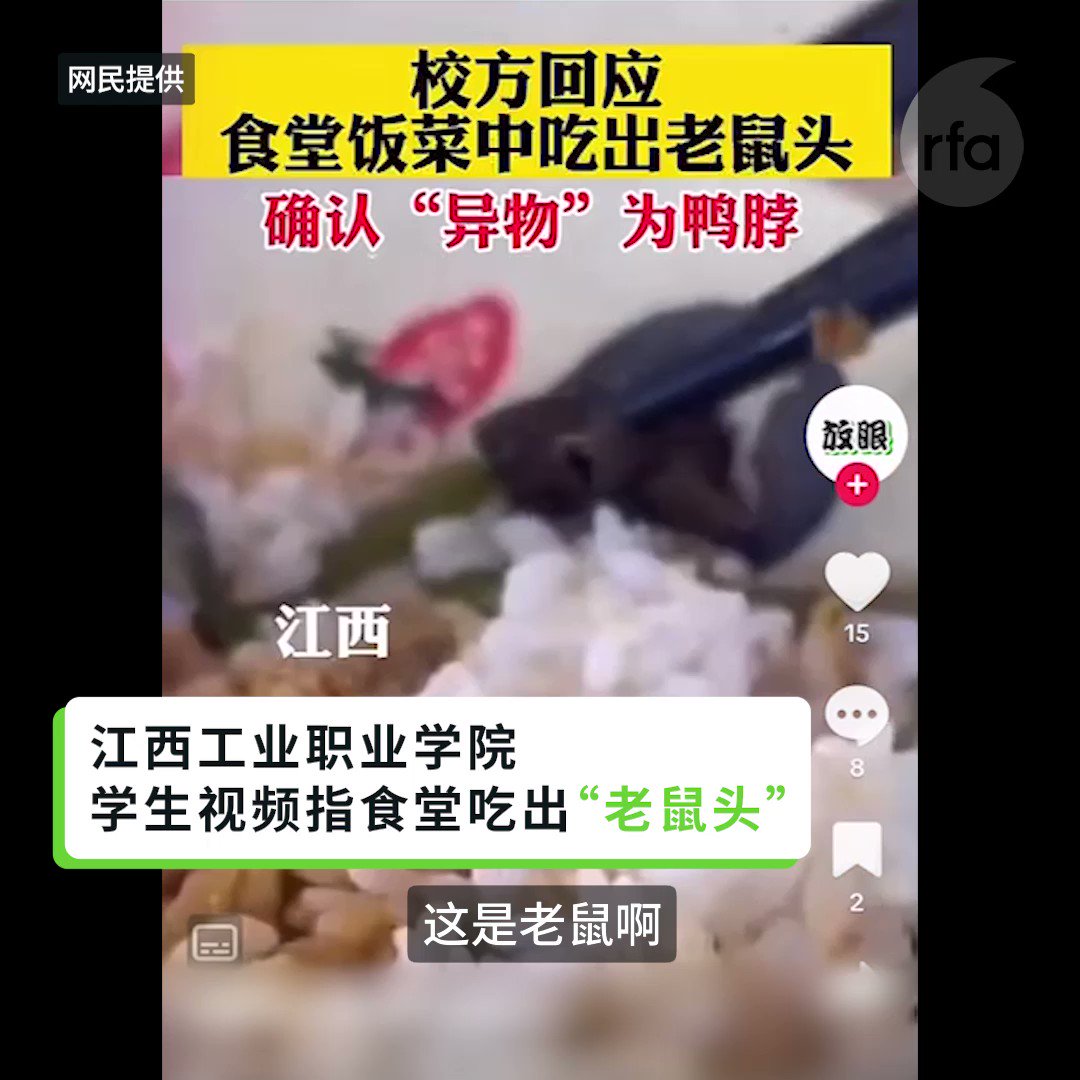 网民提供
校方回应
食堂饭菜中吃出老鼠头
rfa
确认“异物”为鸭脖
放眼
15
江西
8
江西工业职业学院
学生视频指食堂吃出“老鼠头”
2
这是老鼠啊